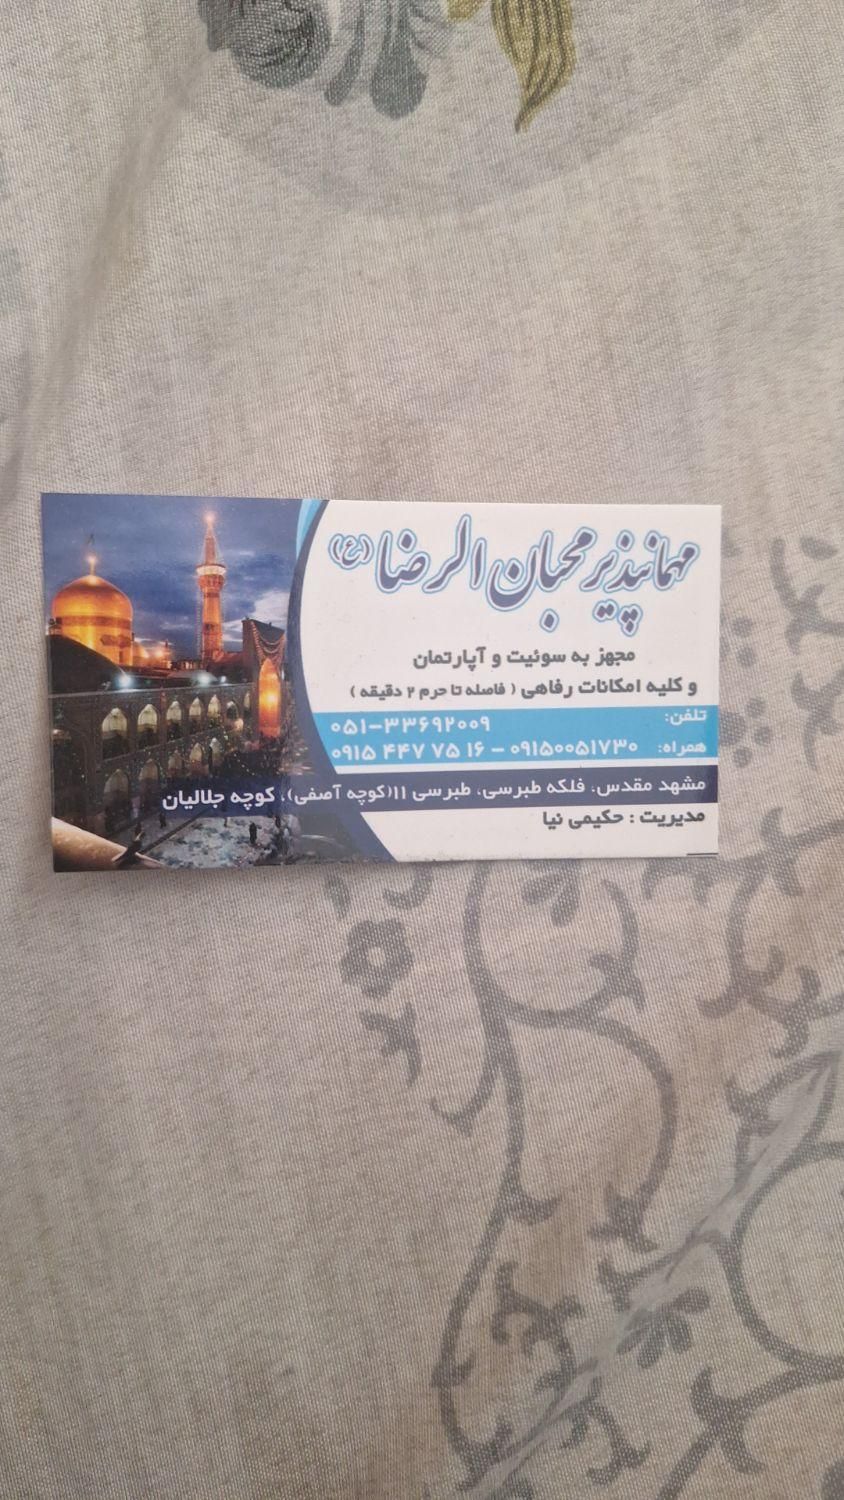 مهمانپذیر محبان الرضا (ع)
مجهز به سوئیت و آپارتمان
و کلیه امکانات رفاهی ( فاصله تا حرم ۲ دقیقه )
تلفن: ۰۵۱-۳۳۶۹۲۰۰۹
همراه: ۰۹۱۵۰۰۵۱۷۳۰ - ۰۹۱۵ ۴۴۷ ۷۵ ۱۶
مشهد مقدس، فلکه طبرسی، طبرسی ۱۱(کوچه آصفی)، کوچه جلالیان
مدیریت : حکیمی نیا